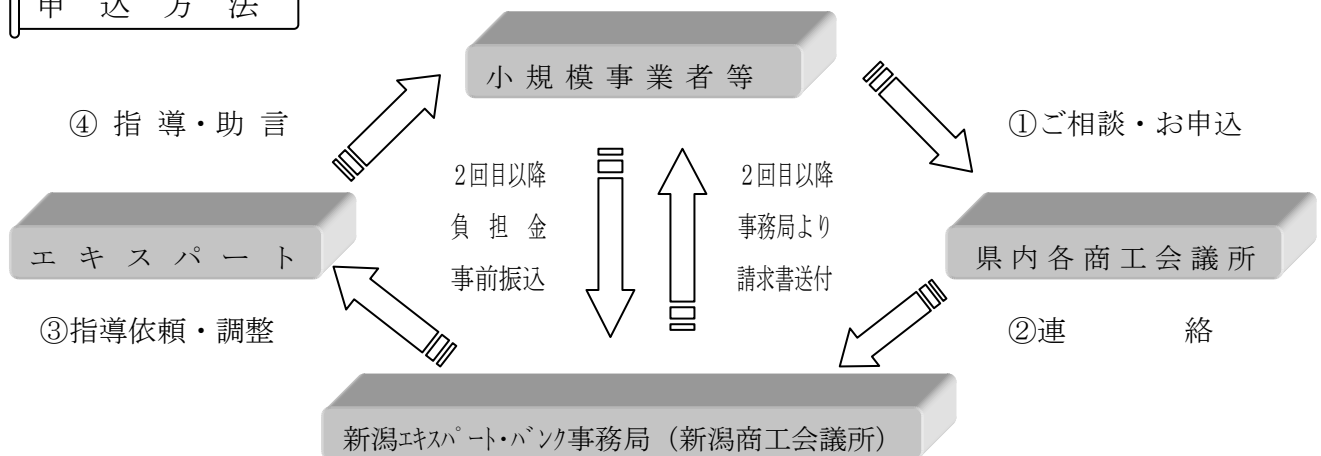 申込方法
小規模事業者等
④指導・助言
①ご相談・お申込
2回目以降
負担金
事前振込
2回目以降
事務局より
請求書送付
エキスパート
県内各商工会議所
③指導依頼・調整
②連絡
新潟ｴｷｽﾊﾟｰﾄ・ﾊﾞﾝｸ事務局（新潟商工会議所）